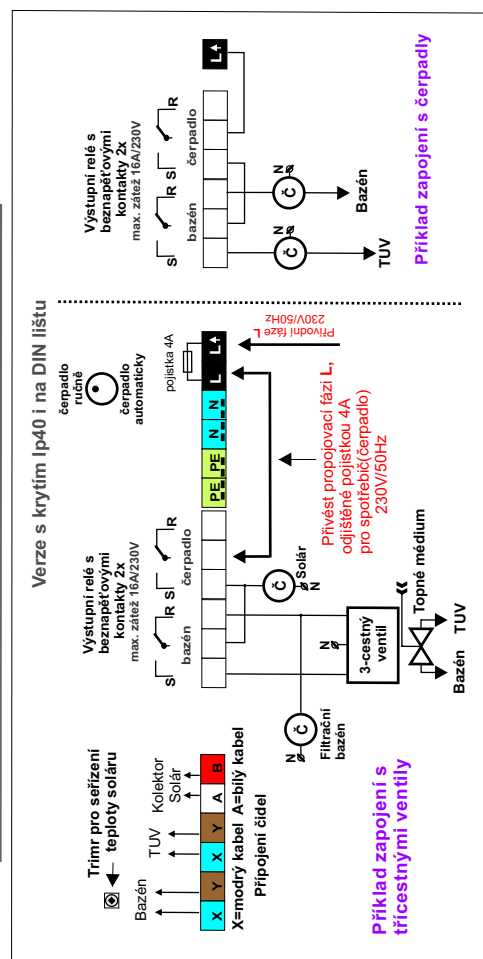 Verze s krytím Ip40 i na DIN lištu
Trimr pro seřízení
teploty soláru
Bazén
TUV
Kolektor
Solár
X
Y
X
Y
A
B
X=modrý kabel A=bílý kabel
Připojení čidel
Příklad zapojení s
třícestnými ventily
Výstupní relé s
beznapěťovými
kontakty 2x
max. zátěž 16A/230V
S
R
S
R
bazén
čerpadlo
PE
PE
N
N
L
L
pojistka 4A
čerpadlo
ručně
čerpadlo
automaticky
Přívodní fáze L
230V/50Hz
Přivést propojovací fázi L,
odjištěné pojistkou 4A
pro spotřebič(čerpadlo)
230V/50Hz
N
Č
Filtrační
bazén
Č
N
Solár
N
3-cestný
ventil
Topné médium
Bazén
TUV
Výstupní relé s
beznapěťovými
kontakty 2x
max. zátěž 16A/230V
S
R
S
R
bazén
čerpadlo
L
N
Č
N
Č
TUV
Bazén
Příklad zapojení s čerpadly